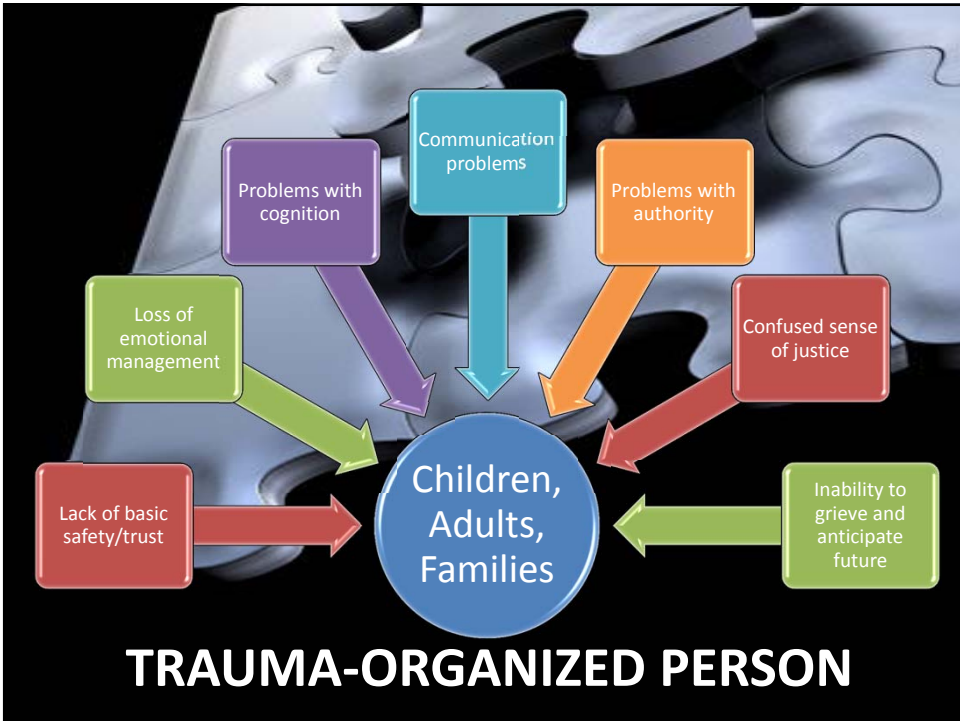 Communication
problems
Problems with
cognition
Problems with
authority
Loss of
emotional
management
Confused sense
of justice
Lack of basic
safety/trust
Children,
Adults,
Families
Inability to
grieve and
anticipate
future
TRAUMA-ORGANIZED PERSON